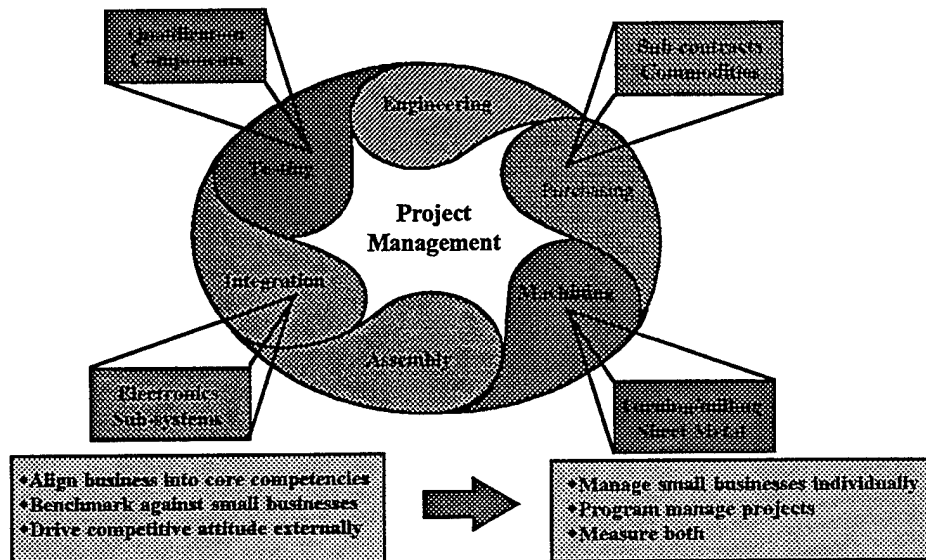 Qualification
Components
Sub contracts
Commodities
Engineering
Testing
Purchasing
Project
Management
Integration
Machining
Assembly
Electronics
Sub-systems
Turning/milling
Sheet Metal
♦Align business into core competencies
♦Benchmark against small businesses
♦Drive competitive attitude externally
♦Manage small businesses individually
♦Program manage projects
♦Measure both